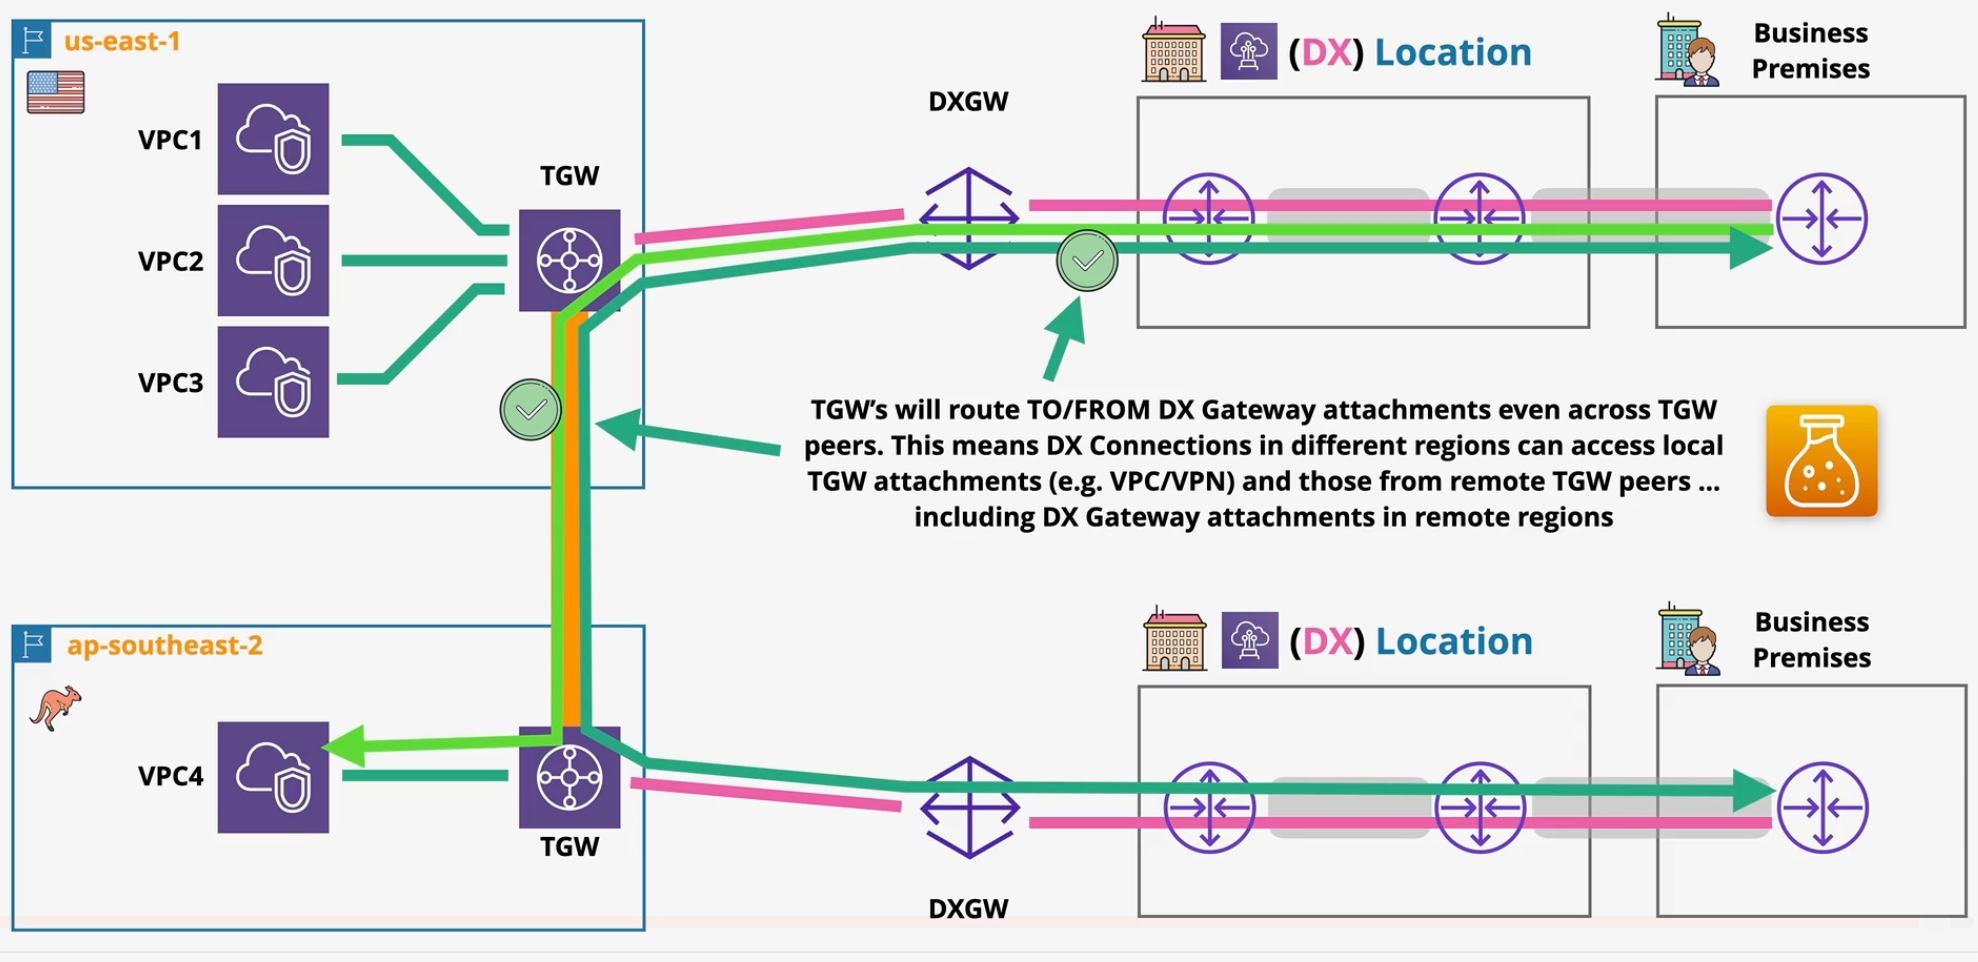 us-east-1
(DX) Location
Business
Premises
DXGW
VPC1
TGW
VPC2
VPC3
TGW's will route TO/FROM DX Gateway attachments even across TGW
peers. This means DX Connections in different regions can access local
TGW attachments (e.g. VPC/VPN) and those from remote TGW peers ...
including DX Gateway attachments in remote regions
ap-southeast-2
(DX) Location
Business
Premises
VPC4
TGW
DXGW